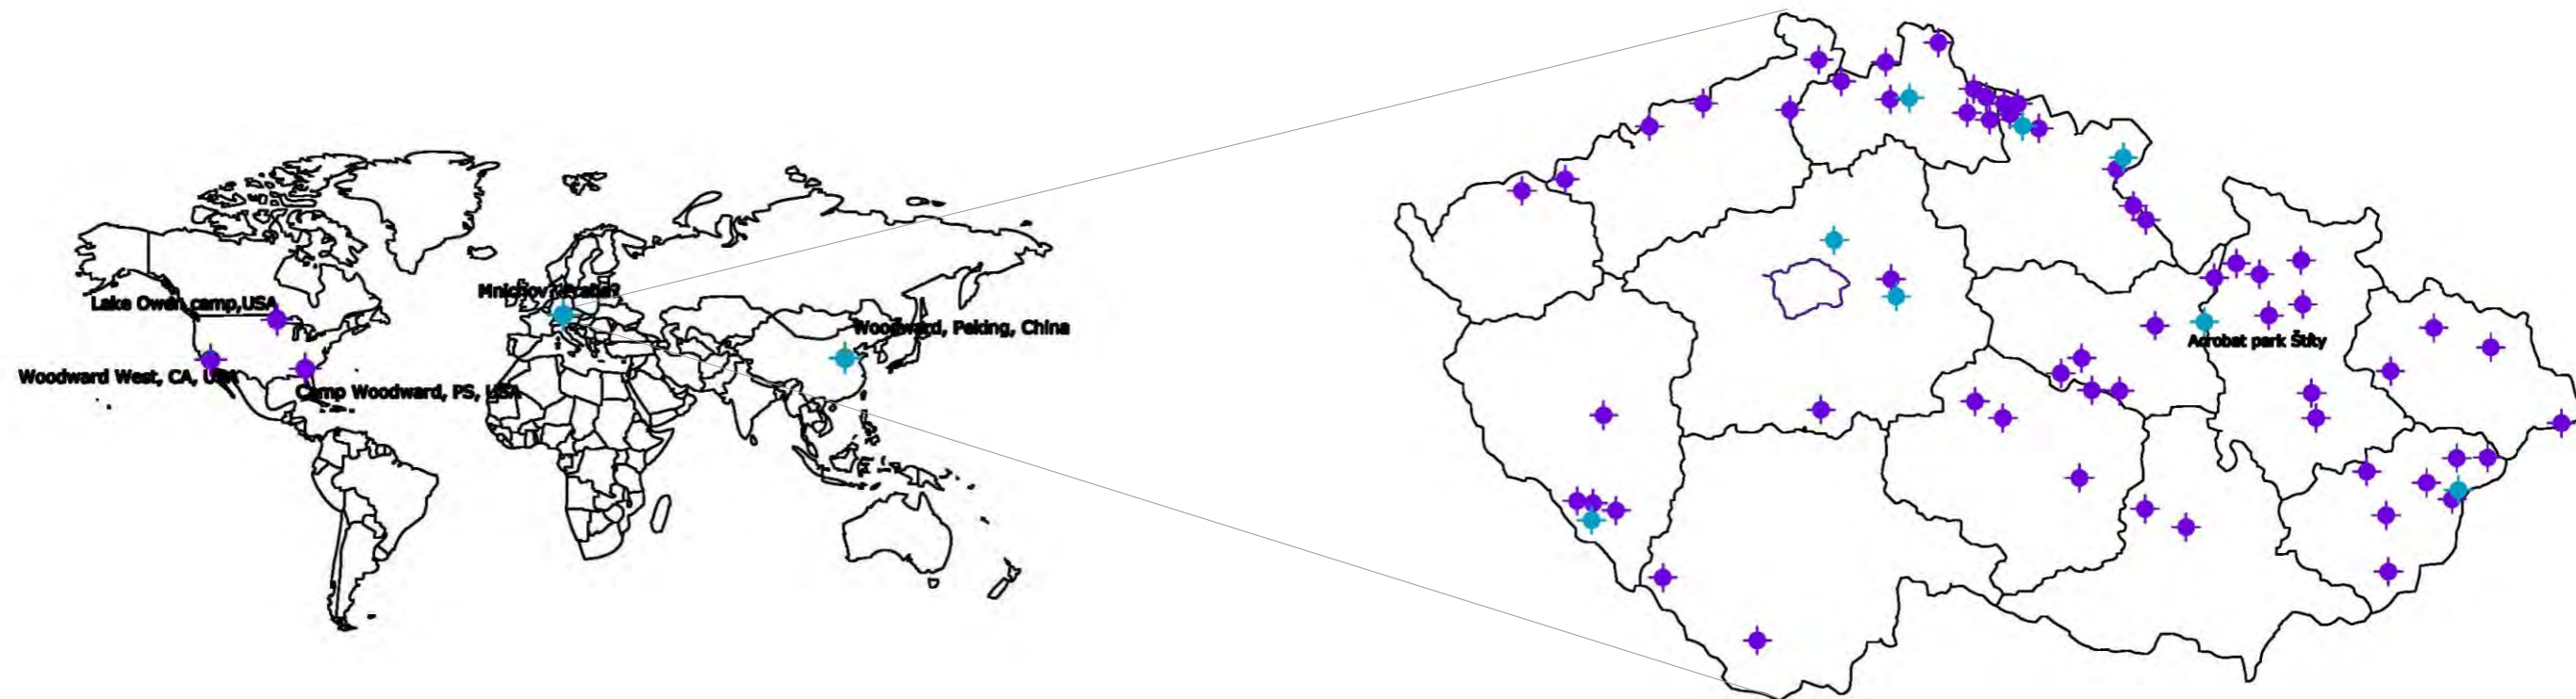 Lake Owen camp,USA
Woodward West, CA, USA
Camp Woodward, PS, USA
Mnichov
Woodward, Peking, China
Acrobat park Štíty